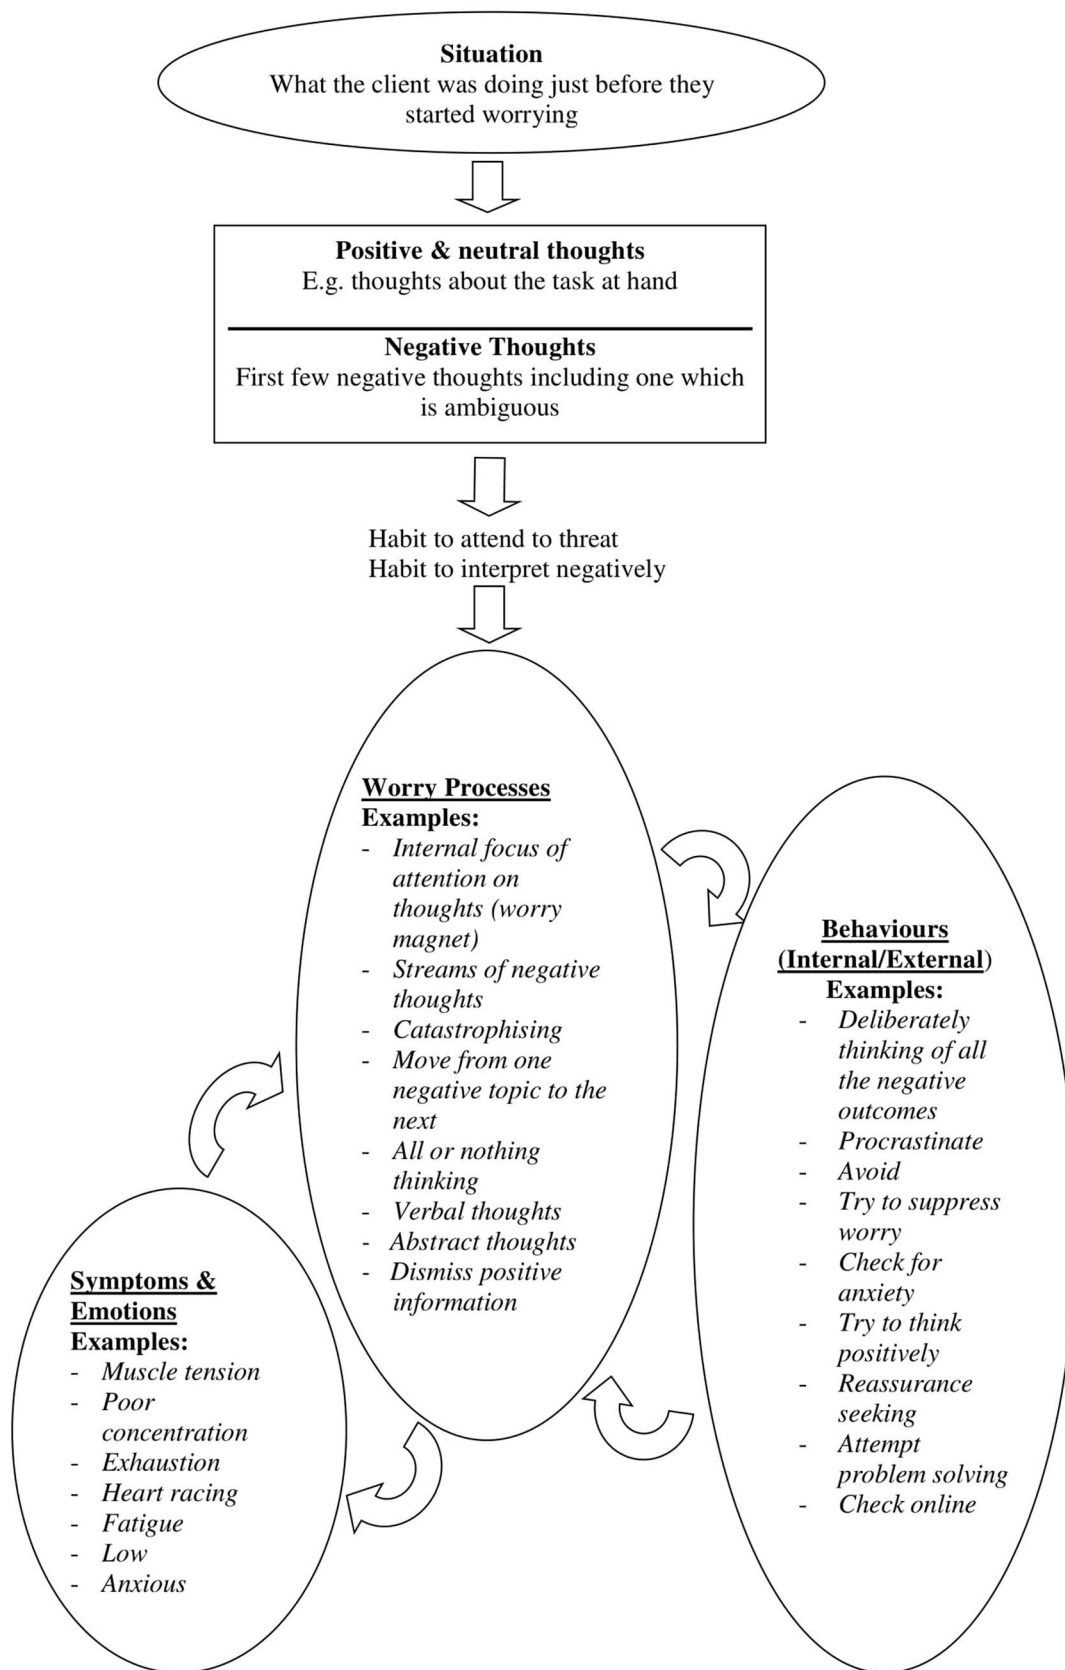 Situation
What the client was doing just before they
started worrying
Positive & neutral thoughts
E.g. thoughts about the task at hand
Negative Thoughts
First few negative thoughts including one which
is ambiguous
Habit to attend to threat
Habit to interpret negatively
Worry Processes
Examples:
- Internal focus of
attention on
thoughts (worry
magnet)
- Streams of negative
thoughts
- Catastrophising
- Move from one
negative topic to the
next
- All or nothing
thinking
- Verbal thoughts
- Abstract thoughts
- Dismiss positive
information
Behaviours
(Internal/External)
Examples:
- Deliberately
thinking of all
the negative
outcomes
- Procrastinate
- Avoid
- Try to suppress
worry
- Check for
anxiety
- Try to think
positively
- Reassurance
seeking
- Attempt
problem solving
- Check online
Symptoms &
Emotions
Examples:
- Muscle tension
- Poor
concentration
- Exhaustion
- Heart racing
- Fatigue
- Low
- Anxious